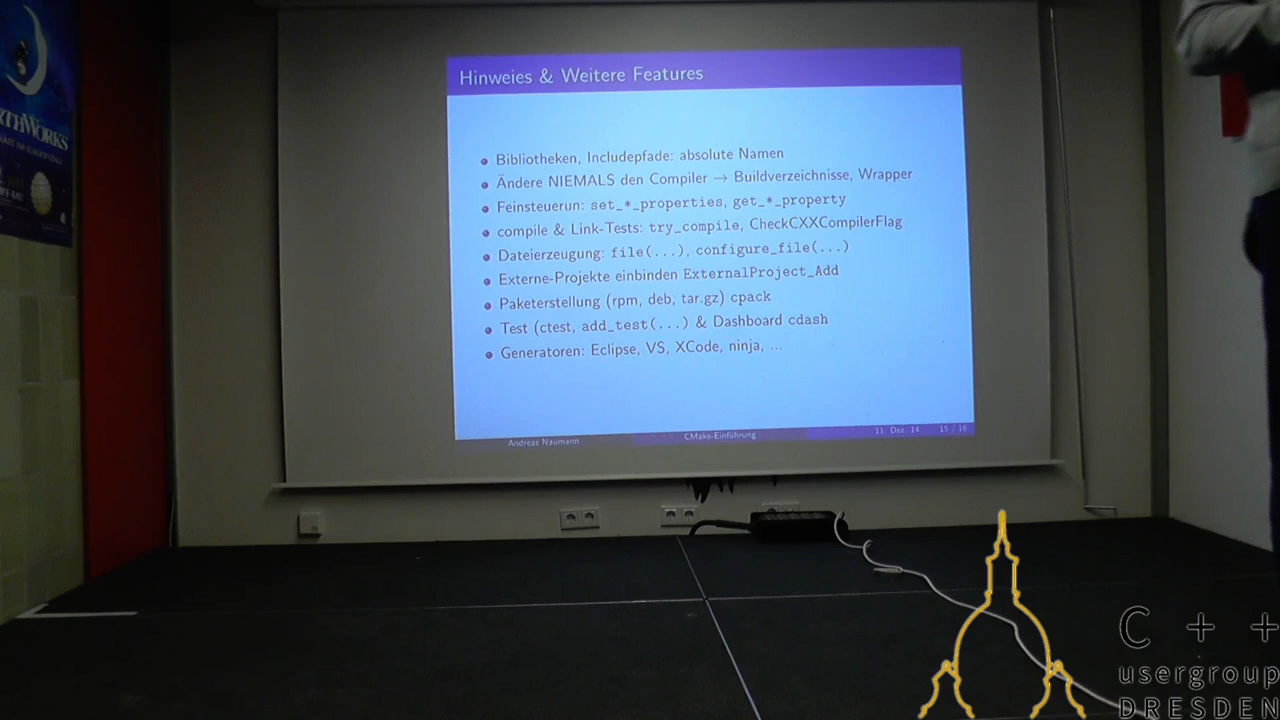 Hinweies & Weitere Features
Bibliotheken, Includepfade: absolute Namen
Ändere NIEMALS den Compiler → Buildverzeichnisse, Wrapper
Feinsteuerun: set_*_properties, get_*_property
compile & Link-Tests: try_compile, CheckCXXCompilerFlag
Dateierzeugung: file(...), configure_file(...)
Externe-Projekte einbinden ExternalProject_Add
Paketerstellung (rpm, deb, tar.gz) cpack
Test (ctest, add_test(...) & Dashboard cdash
Generatoren: Eclipse, VS, XCode, ninja, ...
Andreas Naumann
CMake-Einführung
11. Dez. 14
15 / 16
RTHWORKS
C + +
usergroup
DRESDEN